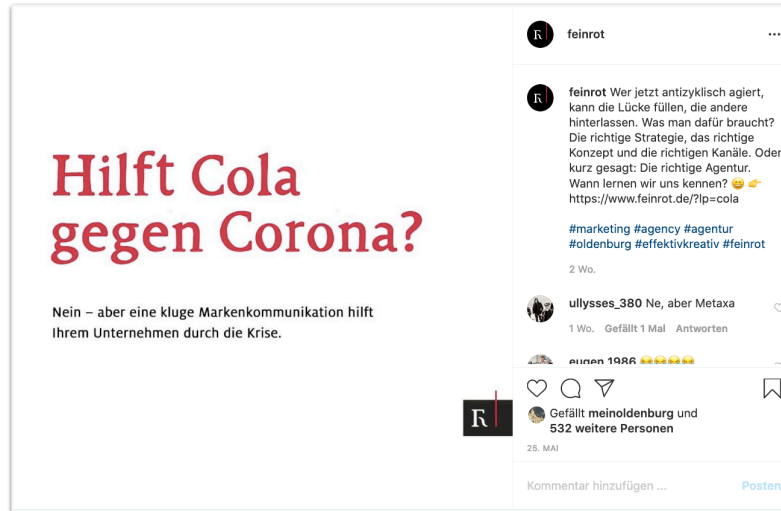 Hilft Cola
gegen Corona?
Nein – aber eine kluge Markenkommunikation hilft
Ihrem Unternehmen durch die Krise.
feinrot
feinrot Wer jetzt antizyklisch agiert,
kann die Lücke füllen, die andere
hinterlassen. Was man dafür braucht?
Die richtige Strategie, das richtige
Konzept und die richtigen Kanäle. Oder
kurz gesagt: Die richtige Agentur.
Wann lernen wir uns kennen? 😄 👉
https://www.feinrot.de/?lp=cola
#marketing #agency #agentur
#oldenburg #effektivkreativ #feinrot
2 Wo.
ullysses_380 Ne, aber Metaxa
1 Wo. Gefällt 1 Mal Antworten
eugen.1986 😂😂😂😂
Gefällt meinoldenburg und
532 weitere Personen
25. MAI
Kommentar hinzufügen ... Posten